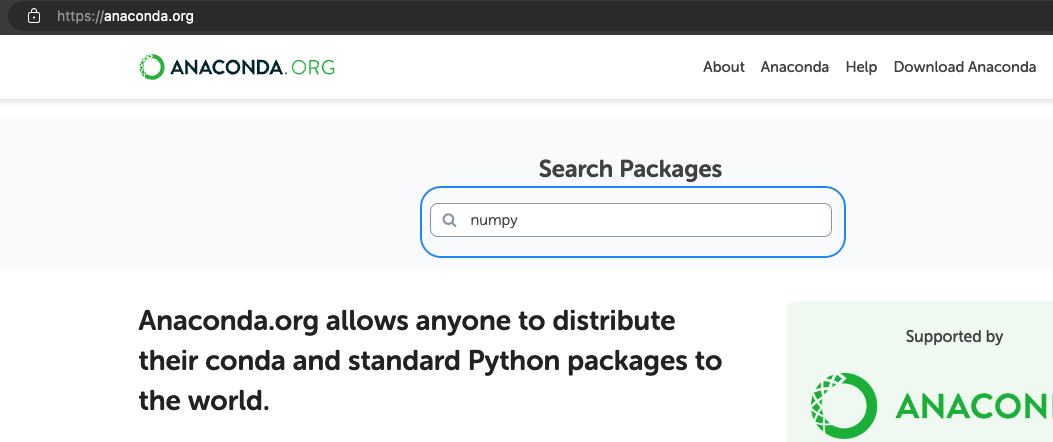 https://anaconda.org
ANACONDA.ORG
About Anaconda Help Download Anaconda
Search Packages
numpy
Anaconda.org allows anyone to distribute
their conda and standard Python packages to
the world.
Supported by
ANACOND